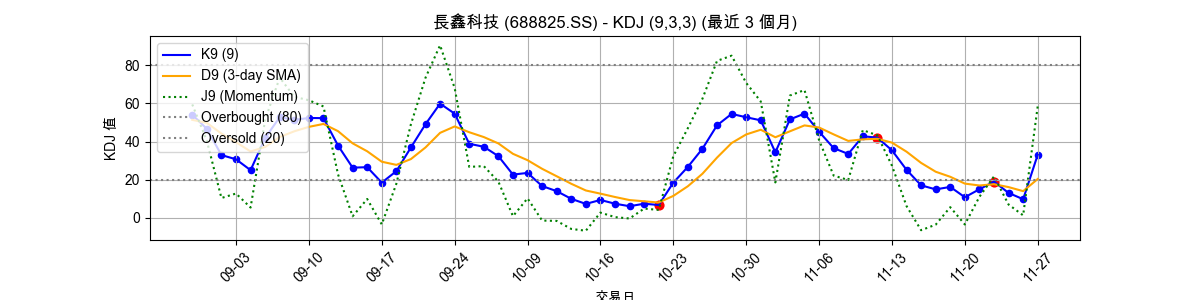 長鑫科技 (688825.SS) - KDJ (9,3,3) (最近 3 個月)
K9 (9)
D9 (3-day SMA)
J9 (Momentum)
Overbought (80)
Oversold (20)
KDJ 值
80
60
40
20
0
09-03
09-10
09-17
09-24
10-09
10-16
10-23
10-30
11-06
11-13
11-20
11-27
交易日